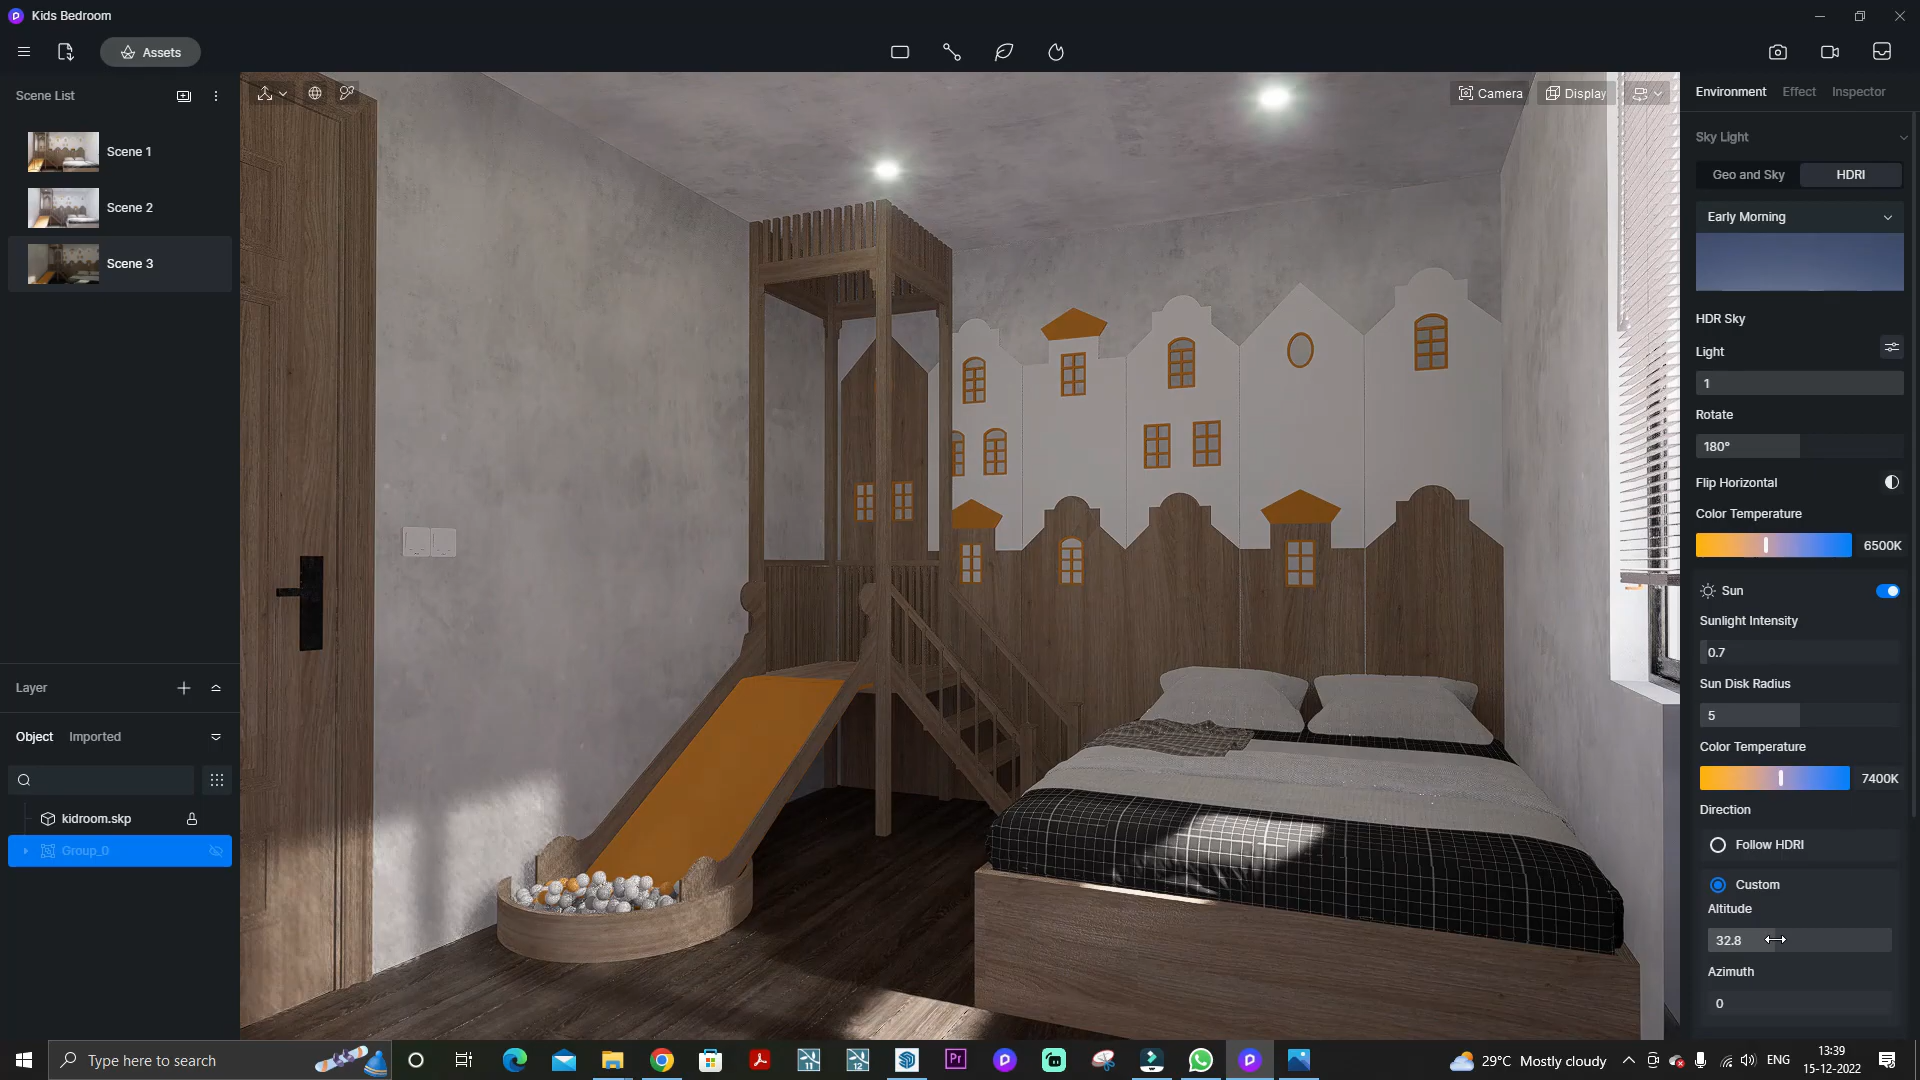 Kids Bedroom
Assets
Scene List
Scene 1
Scene 2
Scene 3
Layer
Object Imported
kidroom.skp
Group_0
Camera
Display
Environment Effect Inspector
Sky Light
Geo and Sky HDRI
Early Morning
HDR Sky
Light
1
Rotate
180°
Flip Horizontal
Color Temperature
6500K
Sun
Sunlight Intensity
0.7
Sun Disk Radius
5
Color Temperature
7400K
Direction
Follow HDRI
Custom
Altitude
32.8
Azimuth
0
Type here to search
11
12
Pr
29°C Mostly cloudy
ENG
13:39
15-12-2022